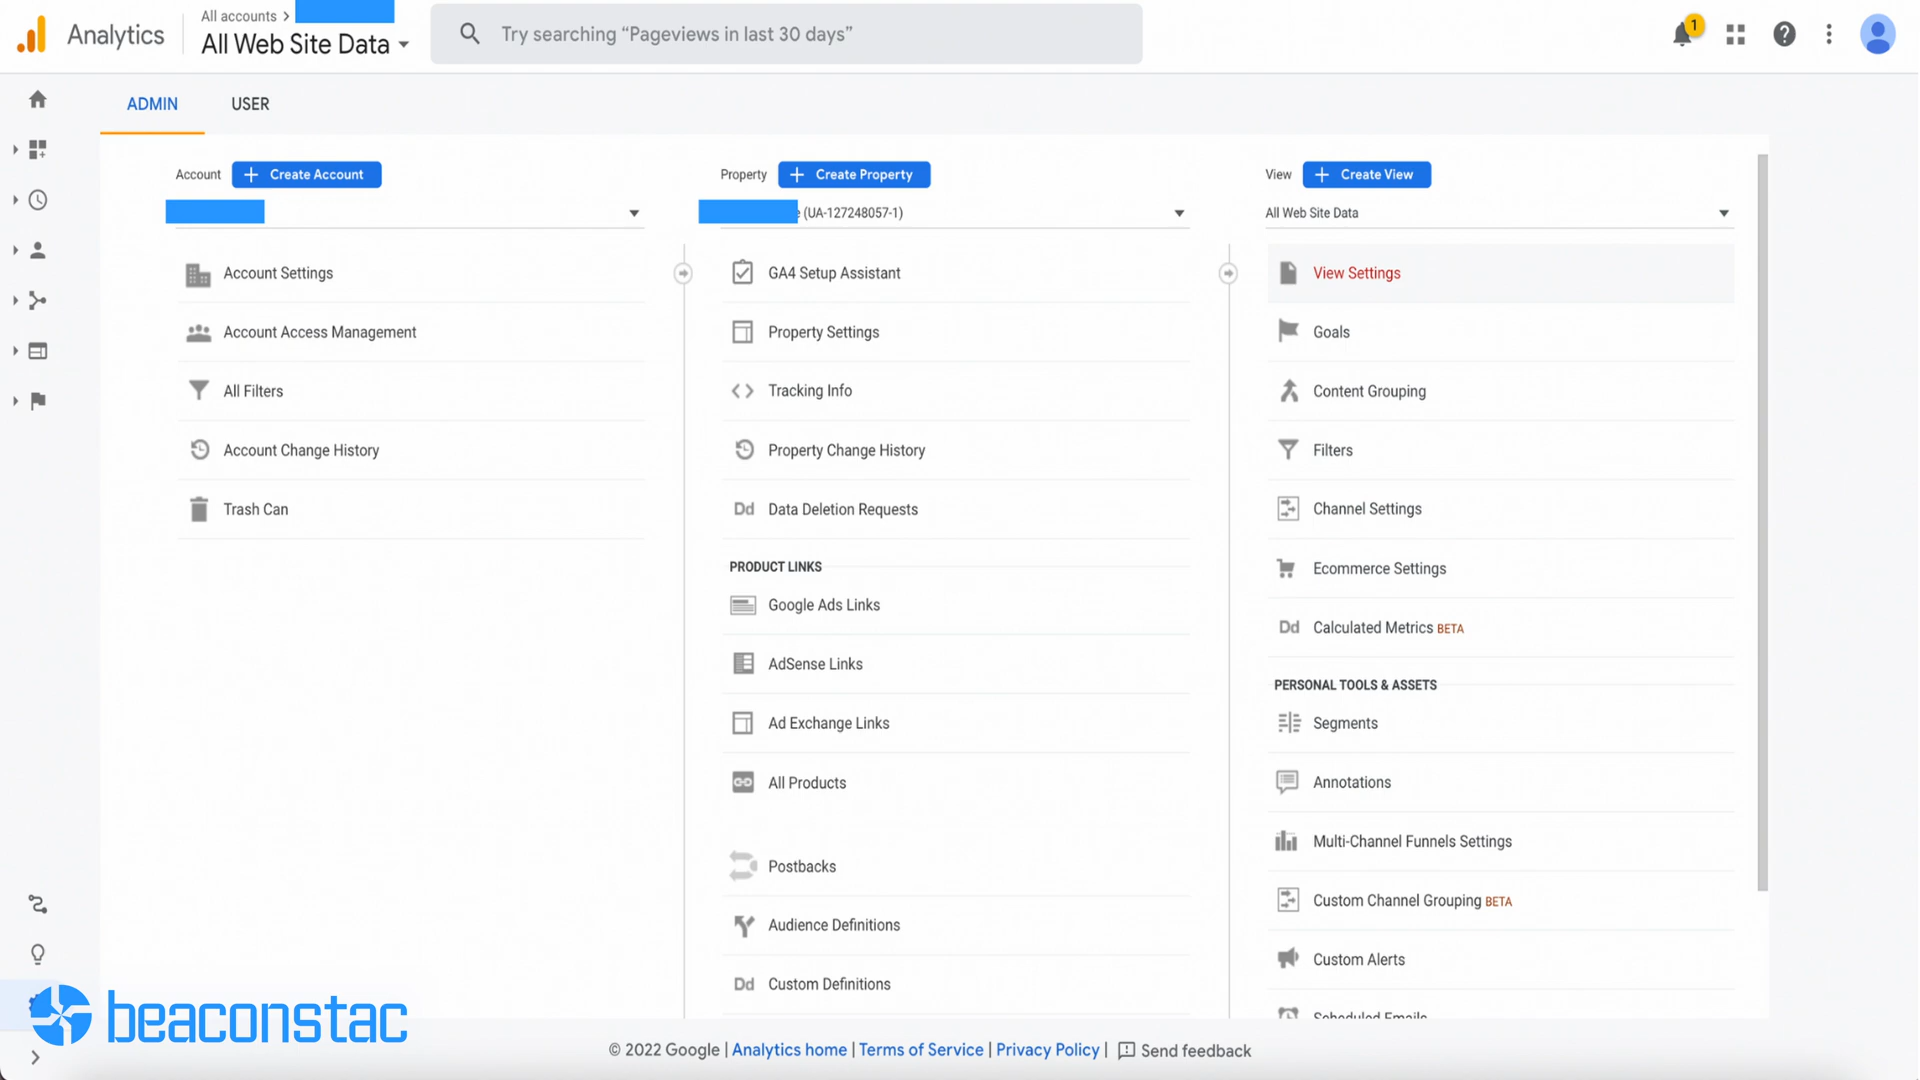 All accounts >
Analytics
All Web Site Data
Try searching “Pageviews in last 30 days”
1
ADMIN
USER
Account
Create Account
Account Settings
Account Access Management
All Filters
Account Change History
Trash Can
Property
Create Property
(UA-127248057-1)
GA4 Setup Assistant
Property Settings
Tracking Info
Property Change History
Dd Data Deletion Requests
PRODUCT LINKS
Google Ads Links
AdSense Links
Ad Exchange Links
All Products
Postbacks
Audience Definitions
Dd Custom Definitions
View
Create View
All Web Site Data
View Settings
Goals
Content Grouping
Filters
Channel Settings
Ecommerce Settings
Dd Calculated Metrics BETA
PERSONAL TOOLS & ASSETS
Segments
Annotations
Multi-Channel Funnels Settings
Custom Channel Grouping BETA
Custom Alerts
Scheduled Emails
beaconstac
© 2022 Google | Analytics home | Terms of Service | Privacy Policy | Send feedback